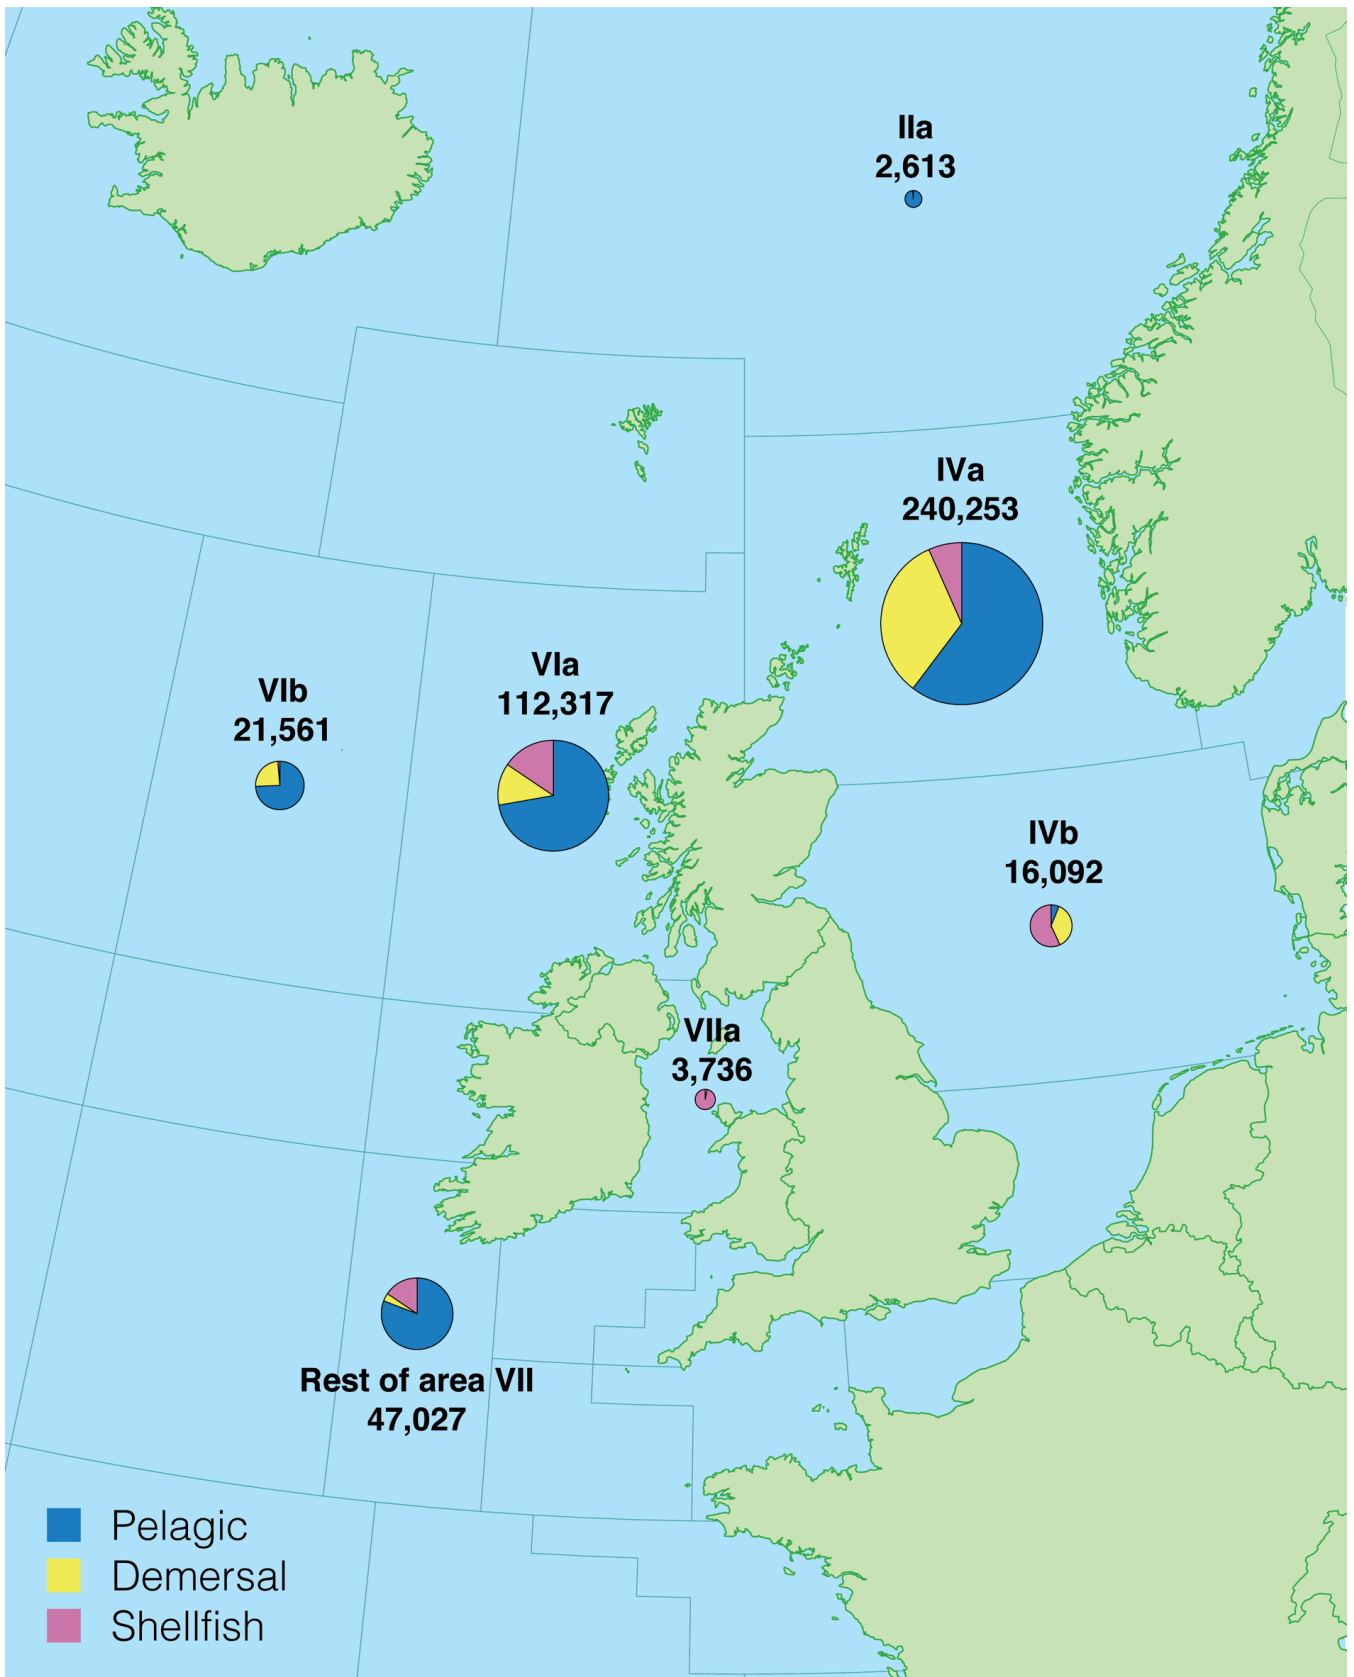 IIa
2,613
IVa
240,253
VIa
112,317
VIb
21,561
IVb
16,092
VIIa
3,736
Rest of area VII
47,027
Pelagic
Demersal
Shellfish